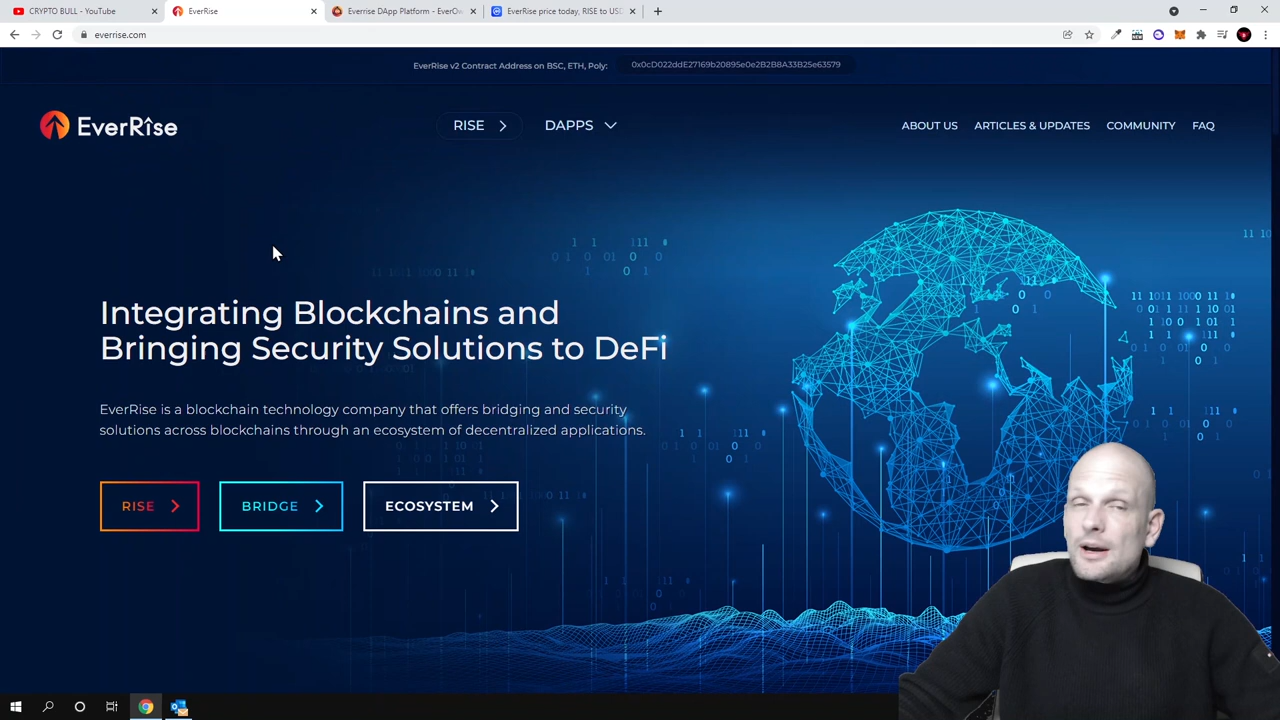 CRYPTO BULL - YouTube
EverRise
Everrise DApp Platform - EverOw
EverRise price today, RISE to USD
everrise.com
EverRise v2 Contract Address on BSC, ETH, Poly:
0x0cD022ddE27169b20895e0e2B2B8A33B25e63579
EverRise
RISE
DAPPS
ABOUT US
ARTICLES & UPDATES
COMMUNITY
FAQ
Integrating Blockchains and
Bringing Security Solutions to DeFi
EverRise is a blockchain technology company that offers bridging and security
solutions across blockchains through an ecosystem of decentralized applications.
RISE
BRIDGE
ECOSYSTEM